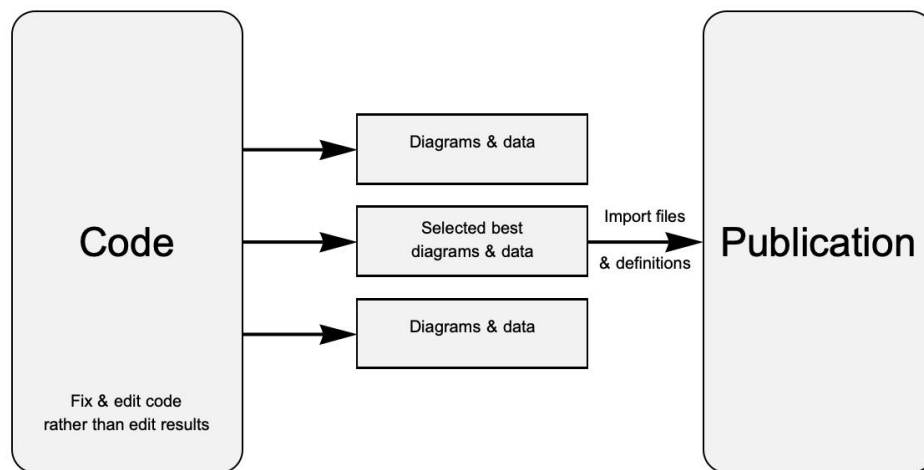 Code
Fix & edit code
rather than edit results
Diagrams & data
Selected best
diagrams & data
Diagrams & data
Import files
& definitions
Publication